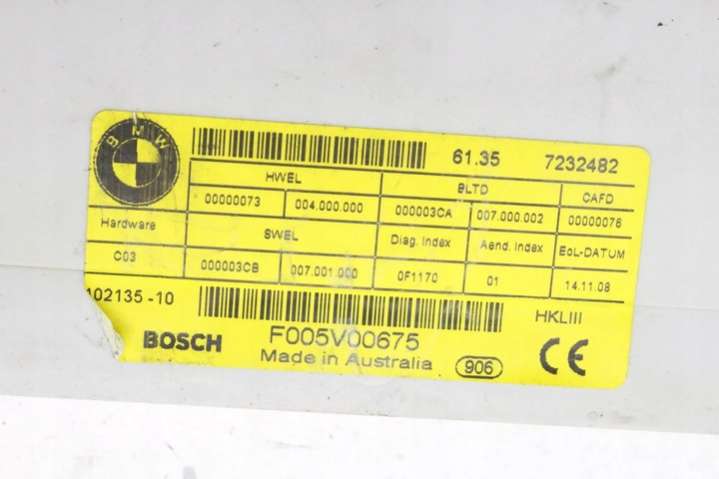 BMW
61.35 7232482
HWEL BLTD CAFD
00000073 004.000.000 000003CA 007.000.002 00000076
Hardware SWEL Diag. Index Aend. Index EoL-DATUM
C03 000003CB 007.001.000 0F1170 01 14.11.08
102135-10 HKLIII
BOSCH F005V00675
Made in Australia 906 CE